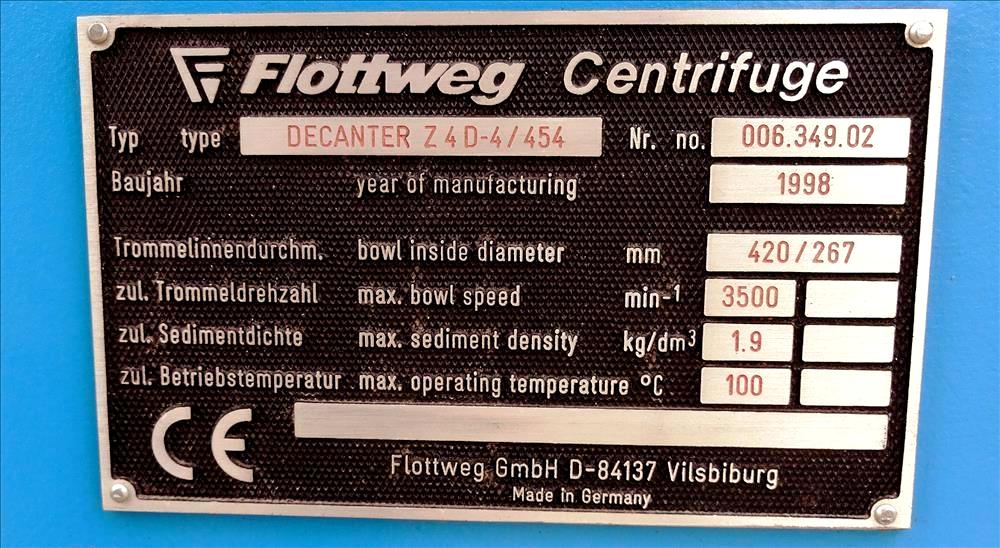 Flottweg Centrifuge
Typ type DECANTER Z 4 D-4/454 Nr. no. 006.349.02
Baujahr year of manufacturing 1998
Trommelinnendurchm. bowl inside diameter mm 420/267
zul. Trommeldrehzahl max. bowl speed min-¹ 3500
zul. Sedimentdichte max. sediment density kg/dm³ 1.9
zul. Betriebstemperatur max. operating temperature °C 100
CE
Flottweg GmbH D-84137 Vilsbiburg
Made in Germany